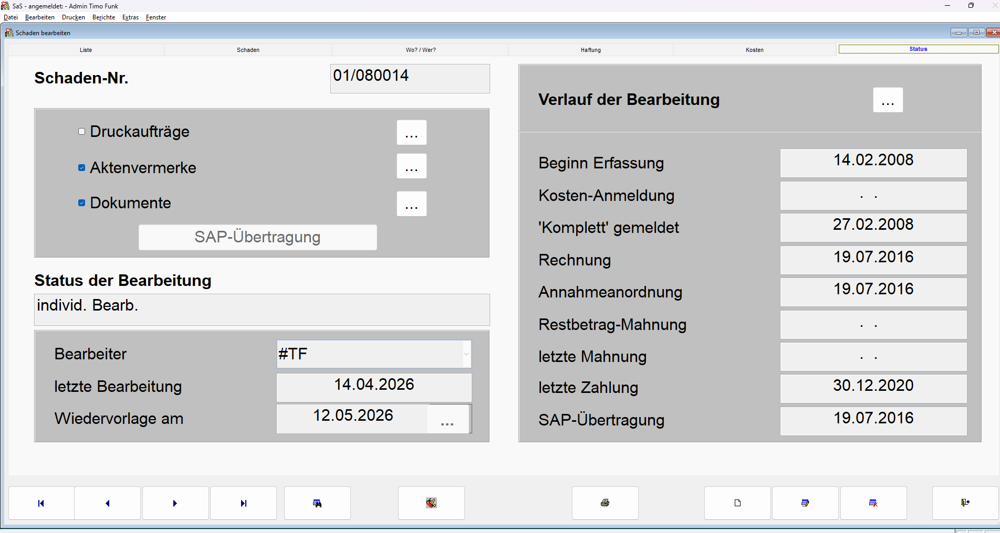 SaS - angemeldet: - Admin Timo Funk
Datei Bearbeiten Drucken Berichte Extras Fenster
Schaden bearbeiten
Liste Schaden Wo? / Wer? Haftung Kosten Status
Schaden-Nr. 01/080014
Druckaufträge ...
Aktenvermerke ...
Dokumente ...
SAP-Übertragung
Status der Bearbeitung
individ. Bearb.
Bearbeiter #TF
letzte Bearbeitung 14.04.2026
Wiedervorlage am 12.05.2026 ...
Verlauf der Bearbeitung ...
Beginn Erfassung 14.02.2008
Kosten-Anmeldung . .
'Komplett' gemeldet 27.02.2008
Rechnung 19.07.2016
Annahmeanordnung 19.07.2016
Restbetrag-Mahnung . .
letzte Mahnung . .
letzte Zahlung 30.12.2020
SAP-Übertragung 19.07.2016